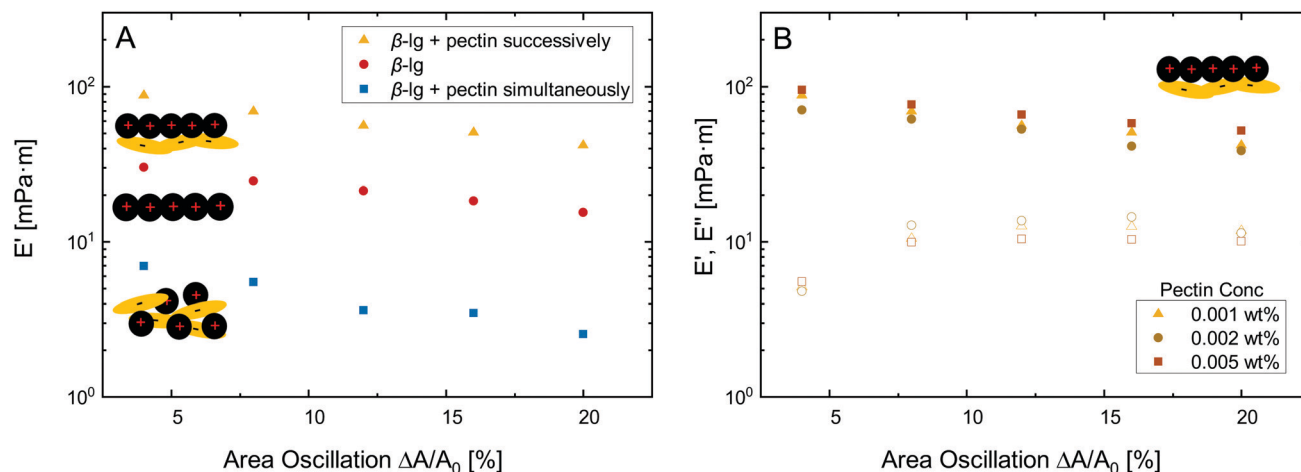 A
β-lg + pectin successively
β-lg
β-lg + pectin simultaneously
10²
10¹
10⁰
E' [mPa·m]
+ + + + +
- - -
+ + + + +
- + +
- -
+ + +
-
5 10 15 20
Area Oscillation ΔA/A₀ [%]
B
+ + + + +
- - -
10²
10¹
10⁰
E', E" [mPa·m]
Pectin Conc
0.001 wt%
0.002 wt%
0.005 wt%
5 10 15 20
Area Oscillation ΔA/A₀ [%]